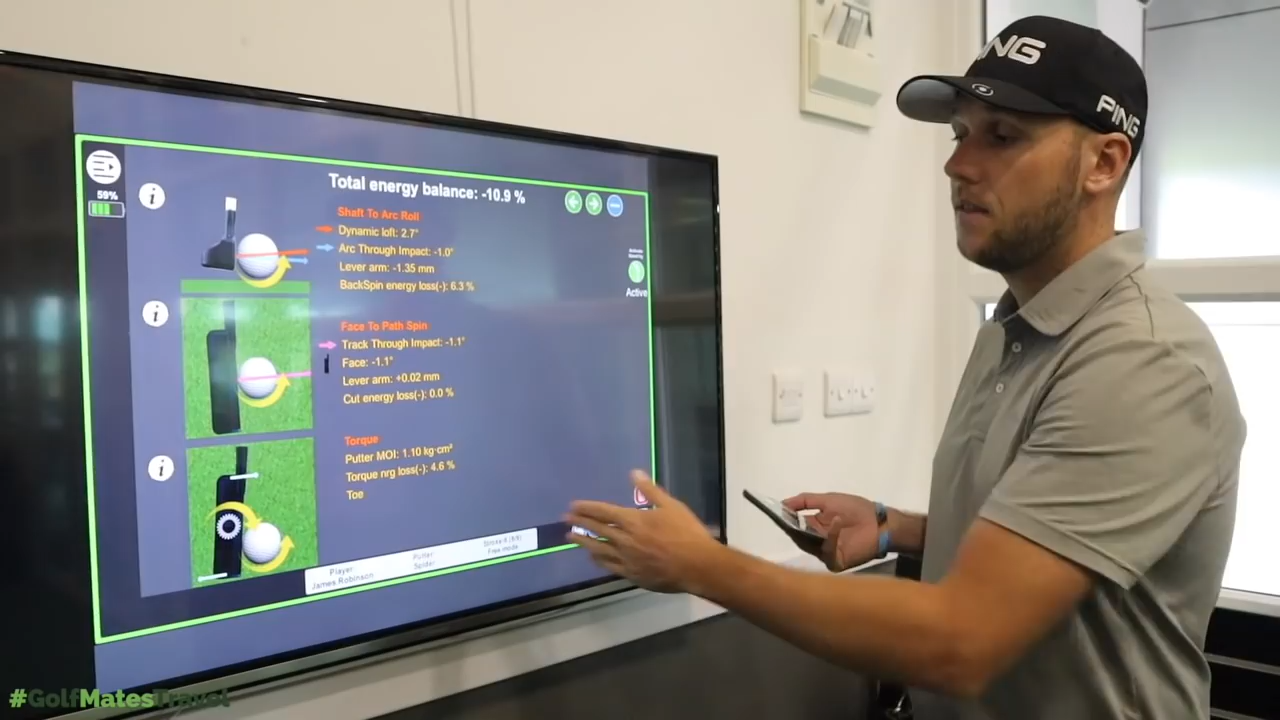 PING
PING
Total energy balance: -10.9 %
59%
Shaft To Arc Roll
Dynamic loft: 2.7°
Arc Through Impact: -1.0°
Lever arm: -1.35 mm
BackSpin energy loss(-): 6.3 %
Active
Face To Path Spin
Track Through Impact: -1.1°
Face: -1.1°
Lever arm: +0.02 mm
Cut energy loss(-): 0.0 %
Torque
Putter MOI: 1.10 kg·cm²
Torque nrg loss(-): 4.6 %
Toe
Player:
James Robinson
Putter:
Spider
Free mode
#GolfMatesTravel